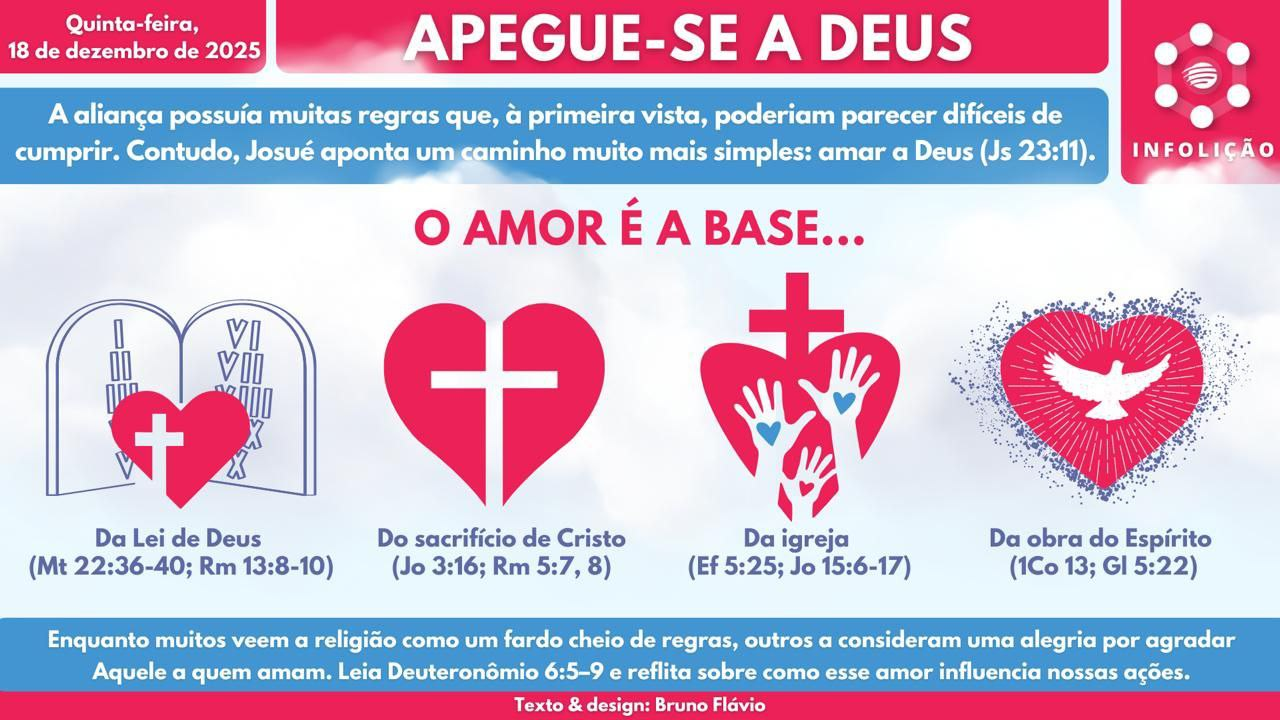 Quinta-feira,
18 de dezembro de 2025
APEGUE-SE A DEUS
INFOLIÇÃO
A aliança possuía muitas regras que, à primeira vista, poderiam parecer difíceis de
cumprir. Contudo, Josué aponta um caminho muito mais simples: amar a Deus (Js 23:11).
O AMOR É A BASE...
I
III
IIII
V
VI
VII
VIII
X
X
Da Lei de Deus
(Mt 22:36-40; Rm 13:8-10)
Do sacrifício de Cristo
(Jo 3:16; Rm 5:7, 8)
Da igreja
(Ef 5:25; Jo 15:6-17)
Da obra do Espírito
(1Co 13; Gl 5:22)
Enquanto muitos veem a religião como um fardo cheio de regras, outros a consideram uma alegria por agradar
Aquele a quem amam. Leia Deuteronômio 6:5–9 e reflita sobre como esse amor influencia nossas ações.
Texto & design: Bruno Flávio